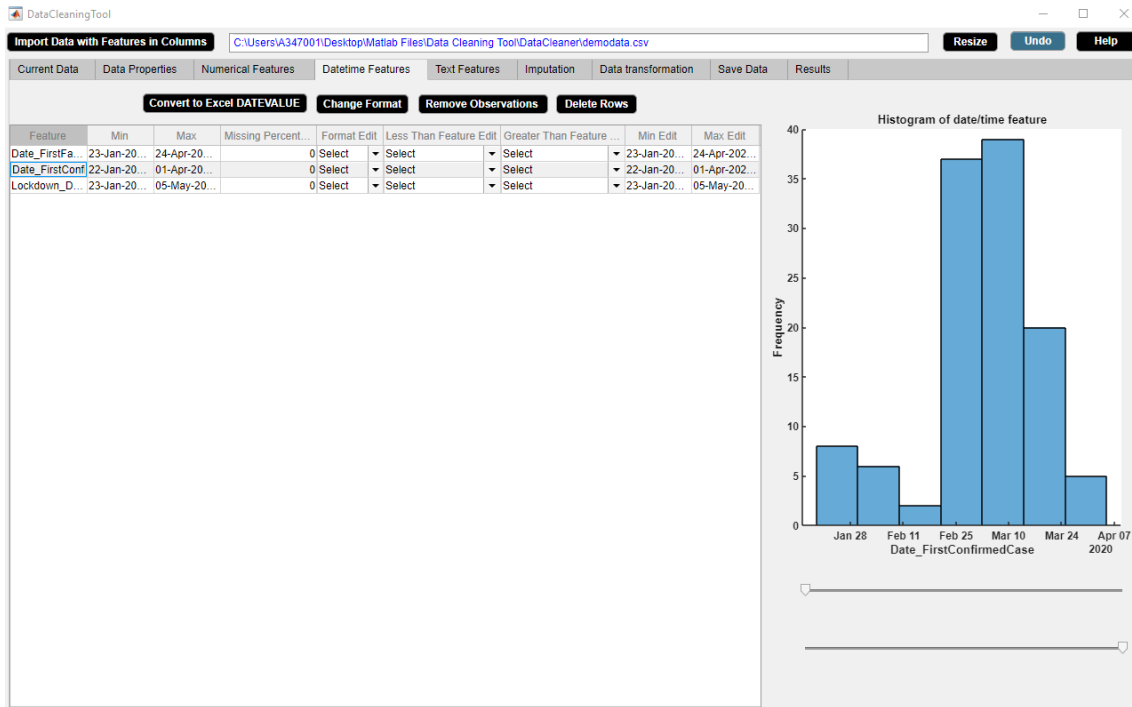 DataCleaningTool
Import Data with Features in Columns C:\Users\A347001\Desktop\Matlab Files\Data Cleaning Tool\DataCleaner\demodata.csv Resize Undo Help
Current Data Data Properties Numerical Features Datetime Features Text Features Imputation Data transformation Save Data Results
Convert to Excel DATEVALUE Change Format Remove Observations Delete Rows
Feature Min Max Missing Percent... Format Edit Less Than Feature Edit Greater Than Feature ... Min Edit Max Edit
Date_FirstFa... 23-Jan-20... 24-Apr-20... 0 Select Select Select 23-Jan-20... 24-Apr-202...
Date_FirstConf 22-Jan-20... 01-Apr-20... 0 Select Select Select 22-Jan-20... 01-Apr-202...
Lockdown_D... 23-Jan-20... 05-May-20... 0 Select Select Select 23-Jan-20... 05-May-20...
Histogram of date/time feature
40
35
30
25
20
15
10
5
0
Frequency
Jan 28 Feb 11 Feb 25 Mar 10 Mar 24 Apr 07
Date_FirstConfirmedCase 2020